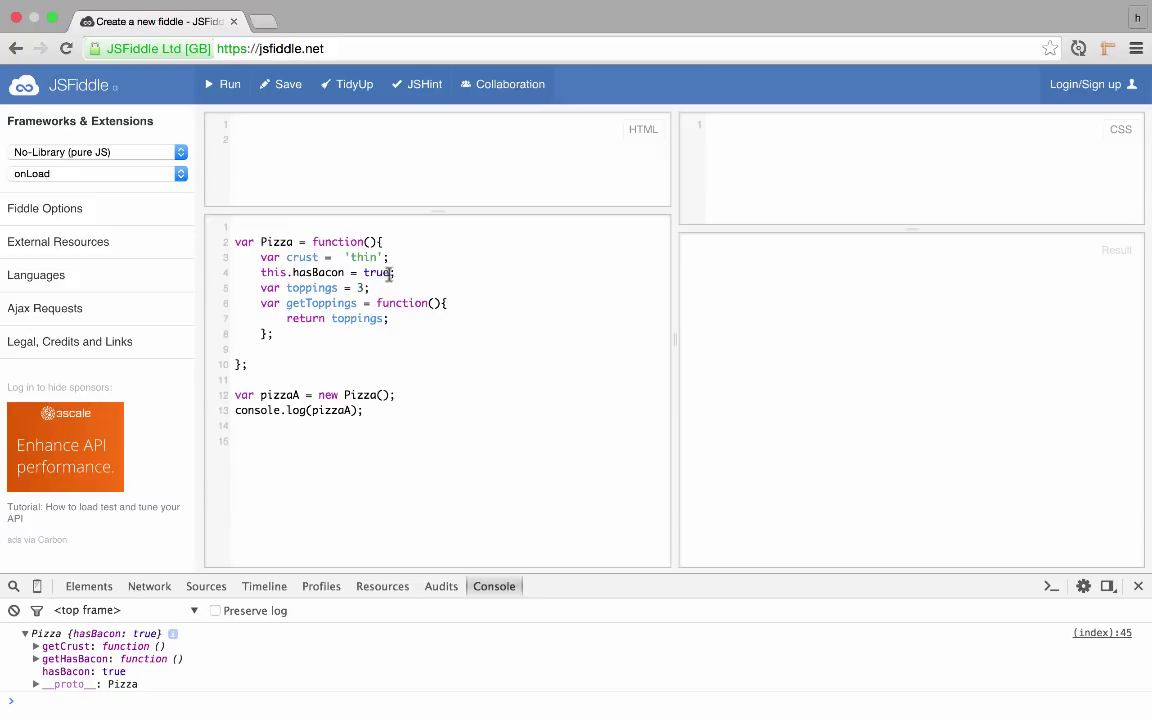 Create a new fiddle - JSFidd
h
JSFiddle Ltd [GB] https://jsfiddle.net
JSFiddle
Run
Save
TidyUp
JSHint
Collaboration
Login/Sign up
Frameworks & Extensions
No-Library (pure JS)
onLoad
Fiddle Options
External Resources
Languages
Ajax Requests
Legal, Credits and Links
Log in to hide sponsors:
3scale
Enhance API
performance.
Tutorial: How to load test and tune your
API
ads via Carbon
1
2
HTML
1
CSS
Result
1
2 var Pizza = function(){
3 var crust = 'thin';
4 this.hasBacon = true;
5 var toppings = 3;
6 var getToppings = function(){
7 return toppings;
8 };
9
10 };
11
12 var pizzaA = new Pizza();
13 console.log(pizzaA);
14
15
Elements
Network
Sources
Timeline
Profiles
Resources
Audits
Console
<top frame>
Preserve log
Pizza {hasBacon: true} i
(index):45
getCrust: function ()
getHasBacon: function ()
hasBacon: true
__proto__: Pizza
>